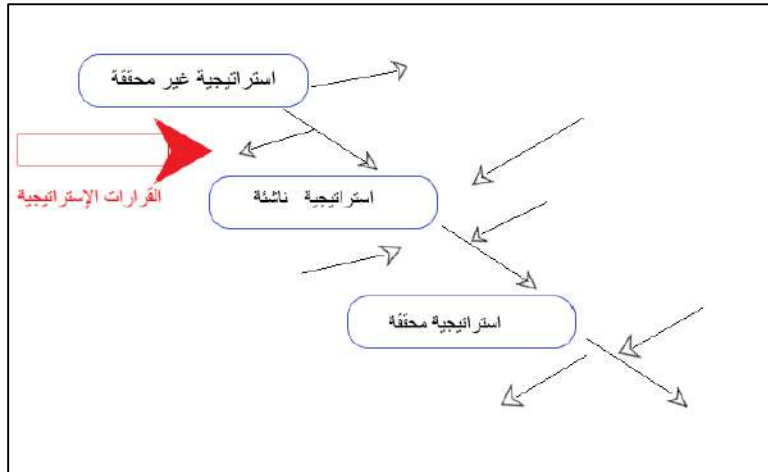 استراتيجية غير محققة
القرارات الإستراتيجية
استراتيجية ناشئة
استراتيجية محققة